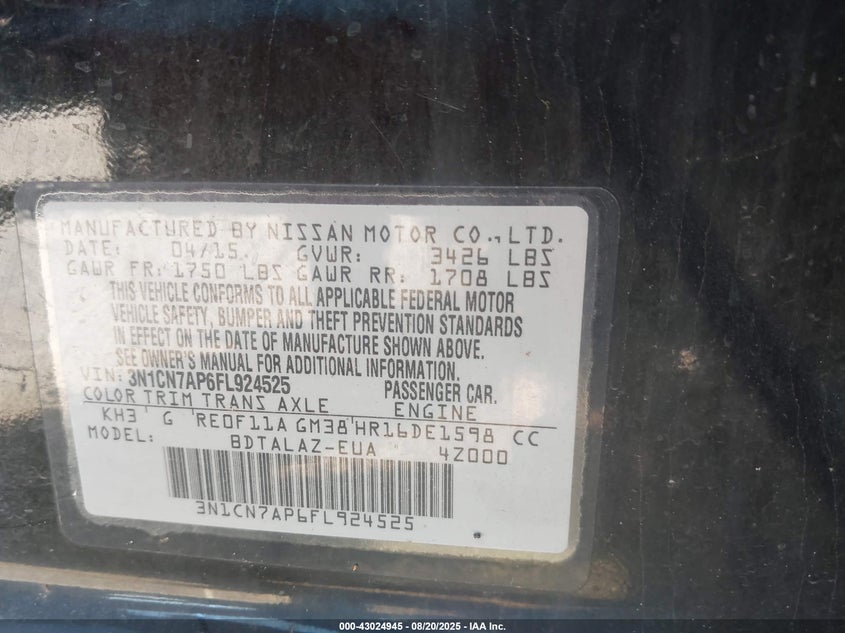 MANUFACTURED BY NISSAN MOTOR CO.,LTD.
DATE: 04/15 GVWR: 3426 LBS
GAWR FR: 1750 LBS GAWR RR: 1708 LBS
THIS VEHICLE CONFORMS TO ALL APPLICABLE FEDERAL MOTOR
VEHICLE SAFETY, BUMPER AND THEFT PREVENTION STANDARDS
IN EFFECT ON THE DATE OF MANUFACTURE SHOWN ABOVE.
SEE OWNER'S MANUAL FOR ADDITIONAL INFORMATION.
VIN: 3N1CN7AP6FL924525 PASSENGER CAR.
COLOR TRIM TRANS AXLE ENGINE
KH3 G RE0F11A GM38 HR16DE1598 CC
MODEL: BDTALAZ-EUA 4Z000
3N1CN7AP6FL924525
000-43024945 - 08/20/2025 - IAA Inc.